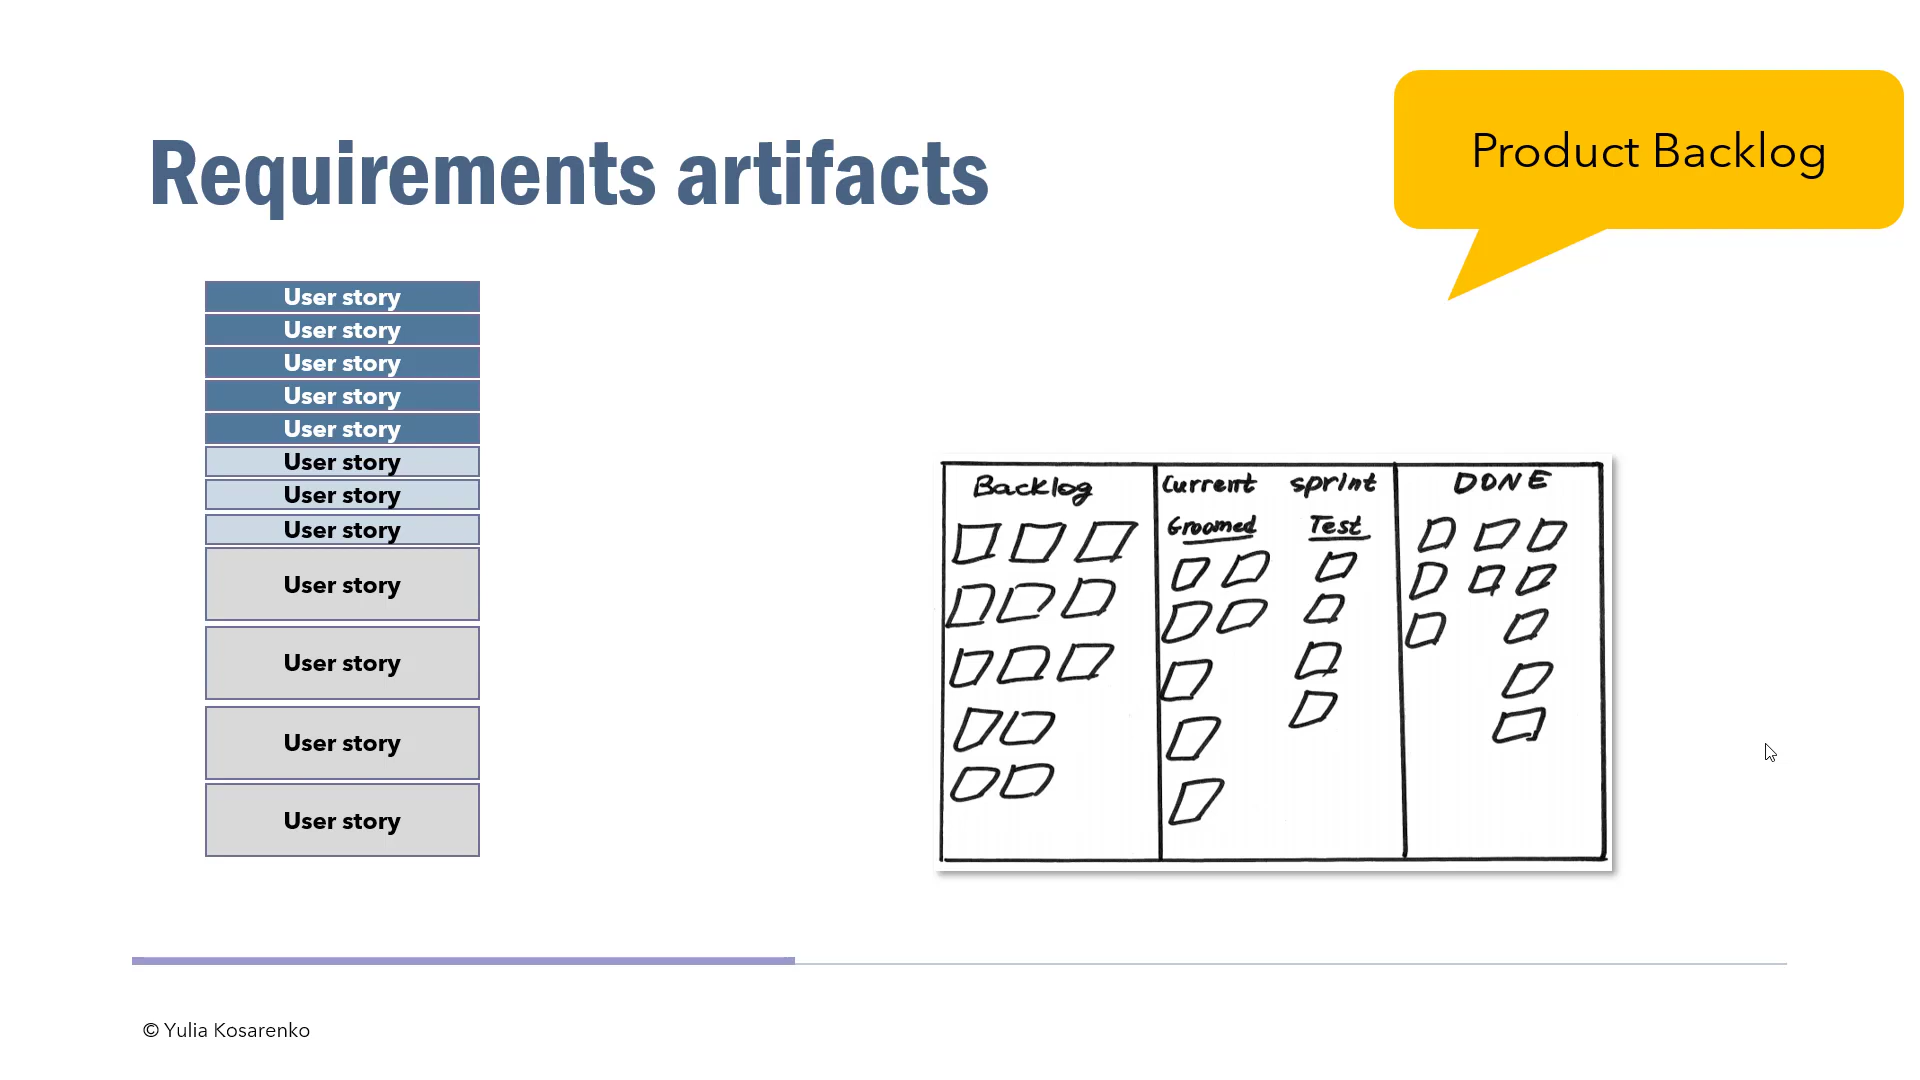 Product Backlog
Requirements artifacts
User story
User story
User story
User story
User story
User story
User story
User story
User story
User story
User story
User story
Backlog
Current sprint
Groomed
Test
DONE
© Yulia Kosarenko